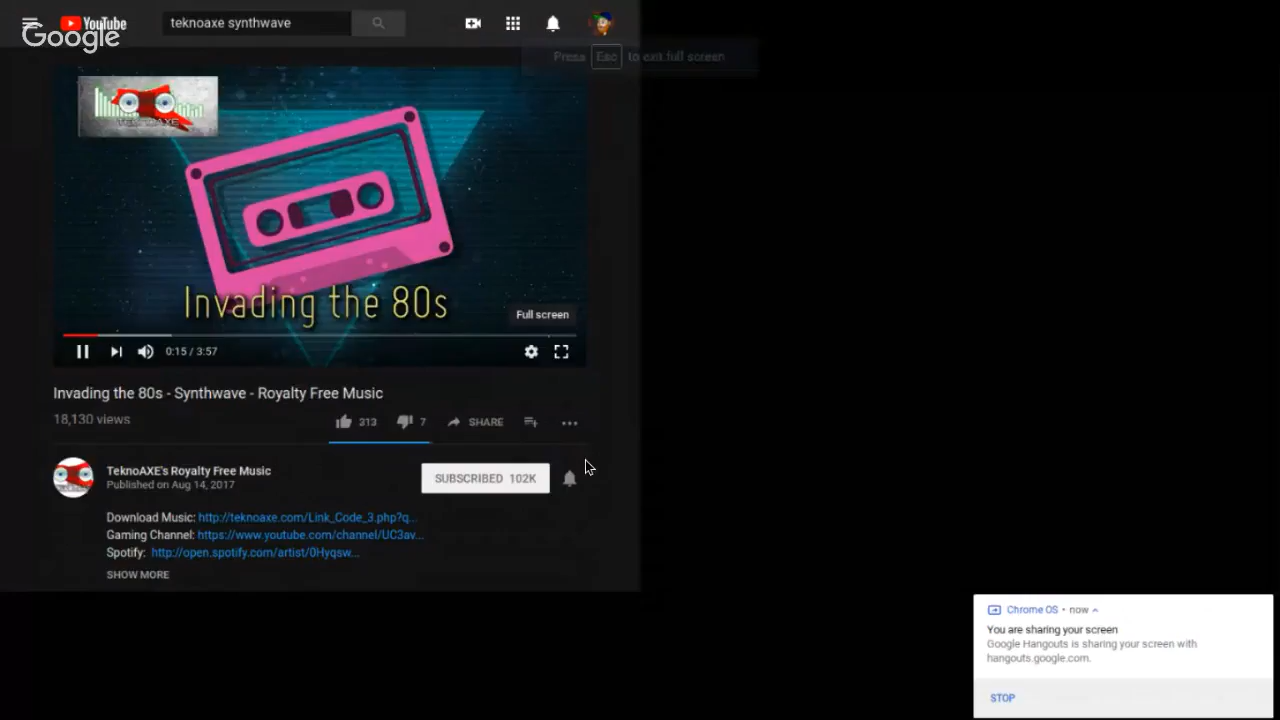 YouTube
Google
teknoaxe synthwave
Press Esc to exit full screen
TEKNOAXE
Invading the 80s
Full screen
0:15 / 3:57
Invading the 80s - Synthwave - Royalty Free Music
18,130 views
313
7
SHARE
TeknoAXE's Royalty Free Music
Published on Aug 14, 2017
SUBSCRIBED 102K
Download Music: http://teknoaxe.com/Link_Code_3.php?q...
Gaming Channel: https://www.youtube.com/channel/UC3av...
Spotify: http://open.spotify.com/artist/0Hyqsw...
SHOW MORE
Chrome OS • now
You are sharing your screen
Google Hangouts is sharing your screen with
hangouts.google.com.
STOP